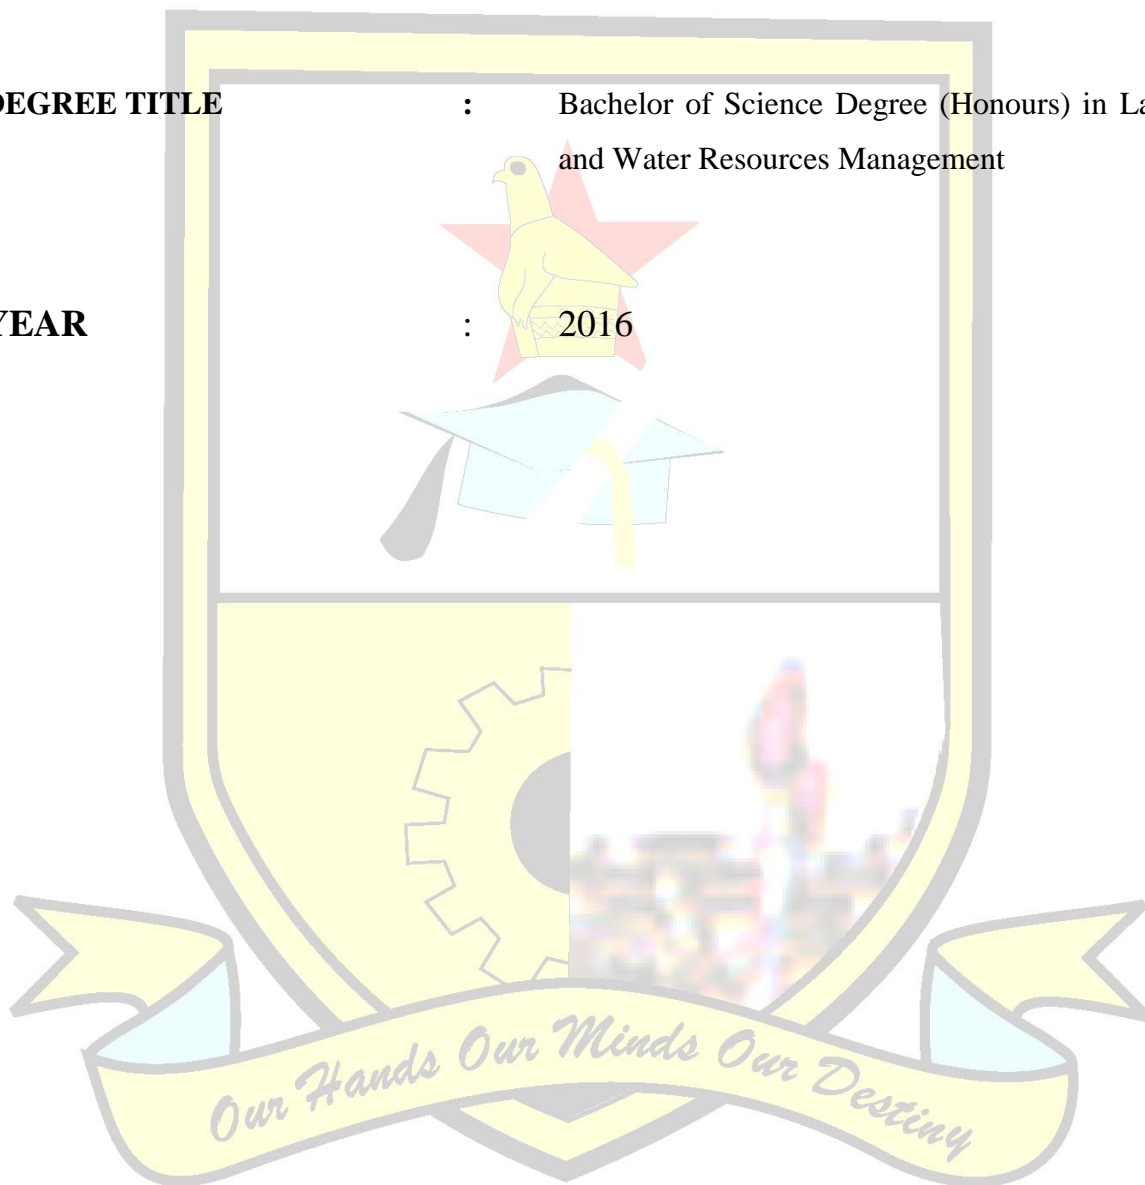 DEGREE TITLE : Bachelor of Science Degree (Honours) in La
and Water Resources Management
YEAR : 2016
Our Hands Our Minds Our Destiny